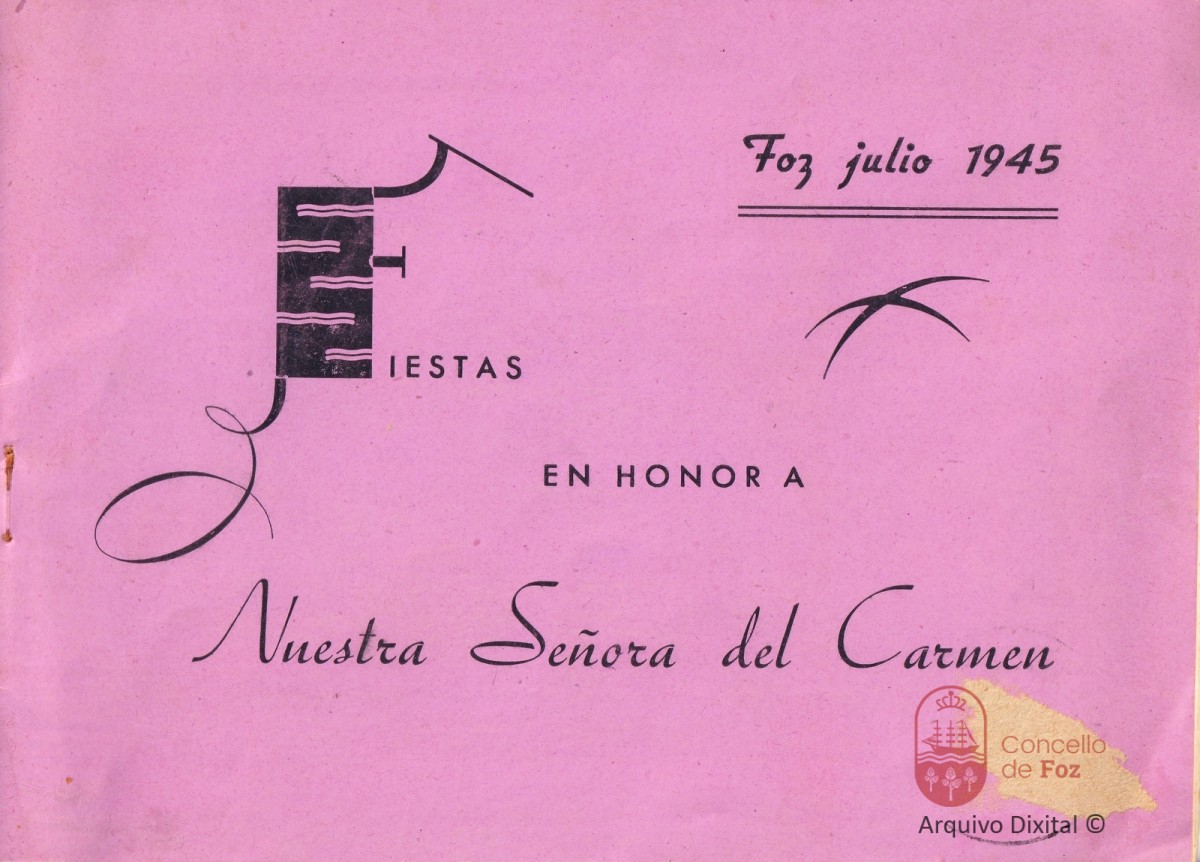 Foz julio 1945
FIESTAS
EN HONOR A
Nuestra Señora del Carmen
Concello
de Foz
Arquivo Dixital ©